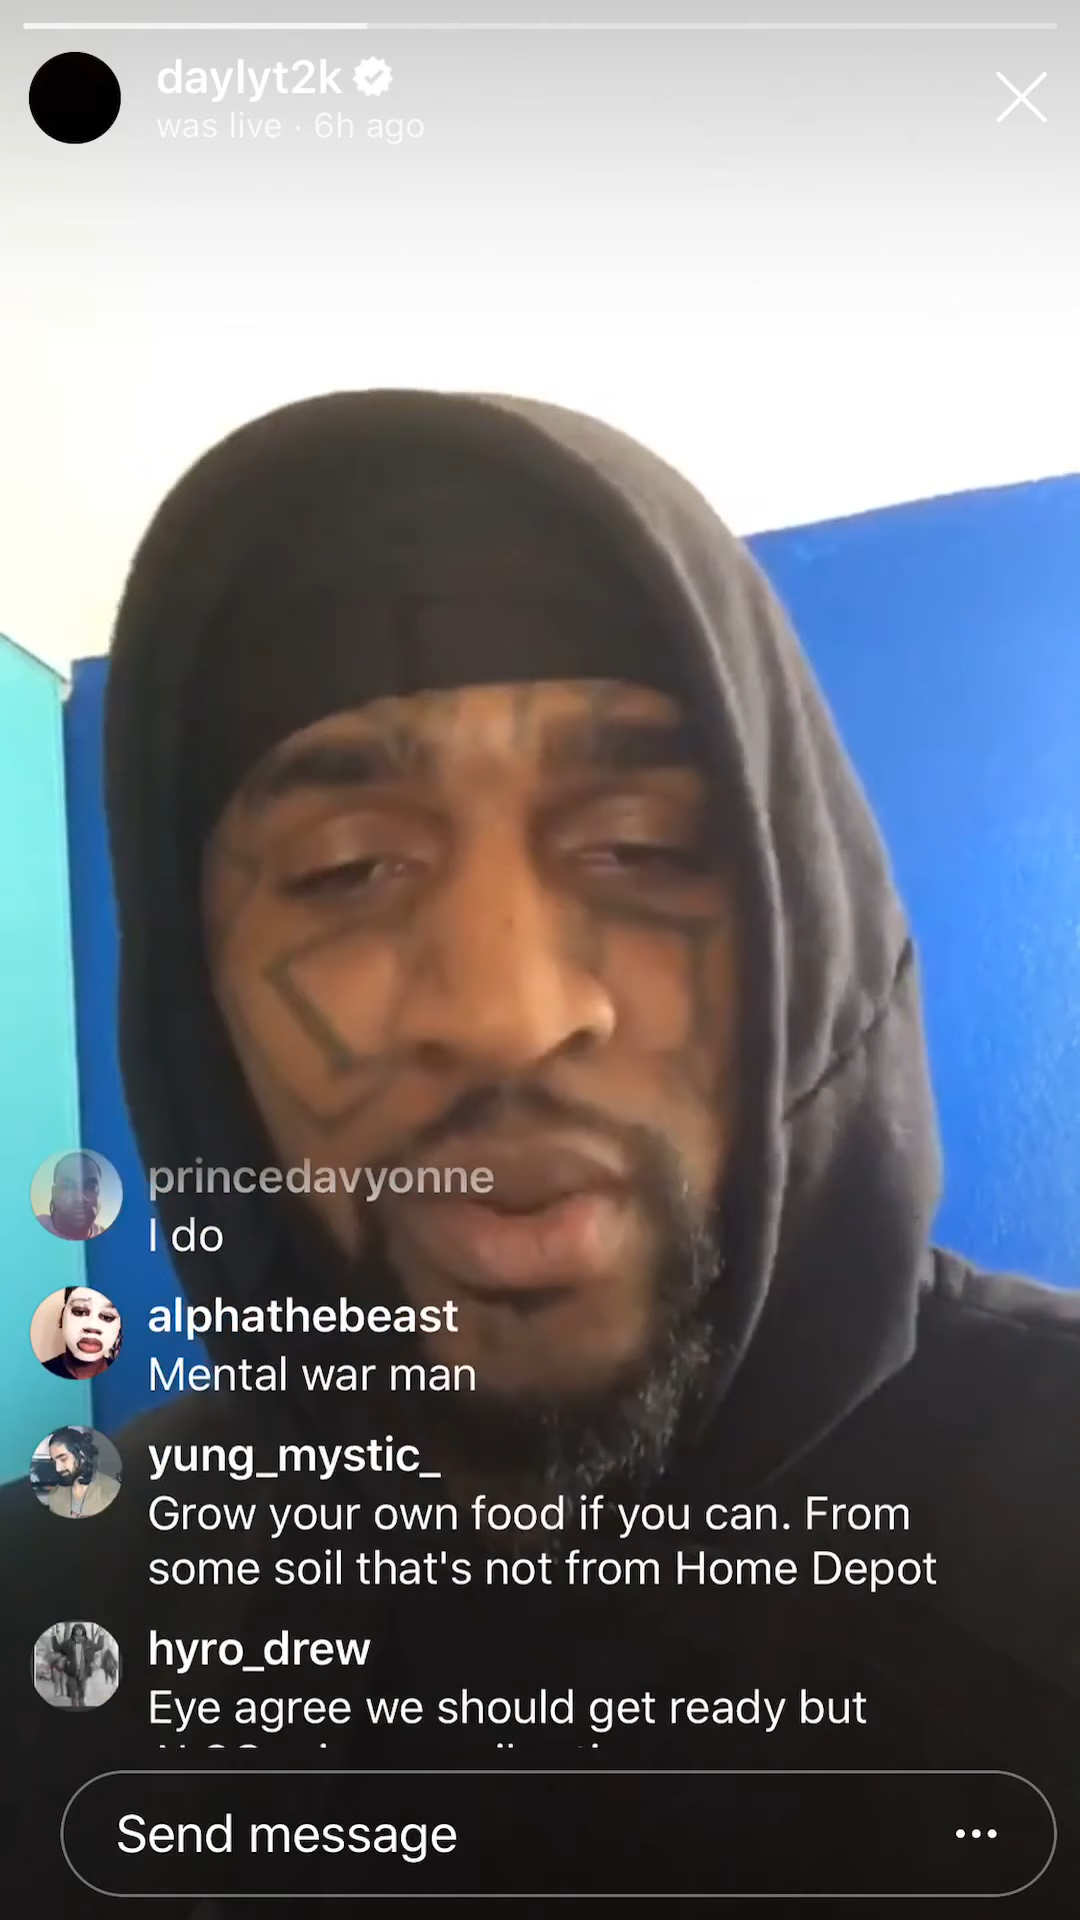 daylyt2k
was live · 6h ago
princedavyonne
I do
alphathebeast
Mental war man
yung_mystic_
Grow your own food if you can. From
some soil that's not from Home Depot
hyro_drew
Eye agree we should get ready but
Send message